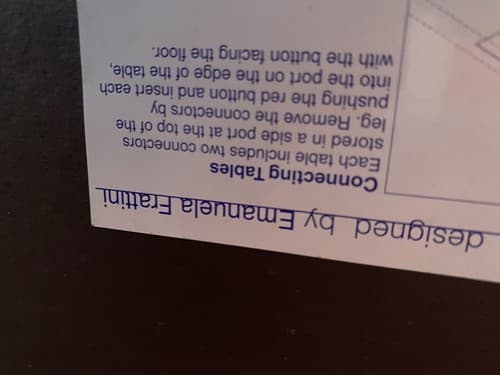 designed by Emanuela Frattini
Connecting Tables
Each table includes two connectors
stored in a side port at the top of the
leg. Remove the connectors by
pushing the red button and insert each
into the port on the edge of the table,
with the button facing the floor.